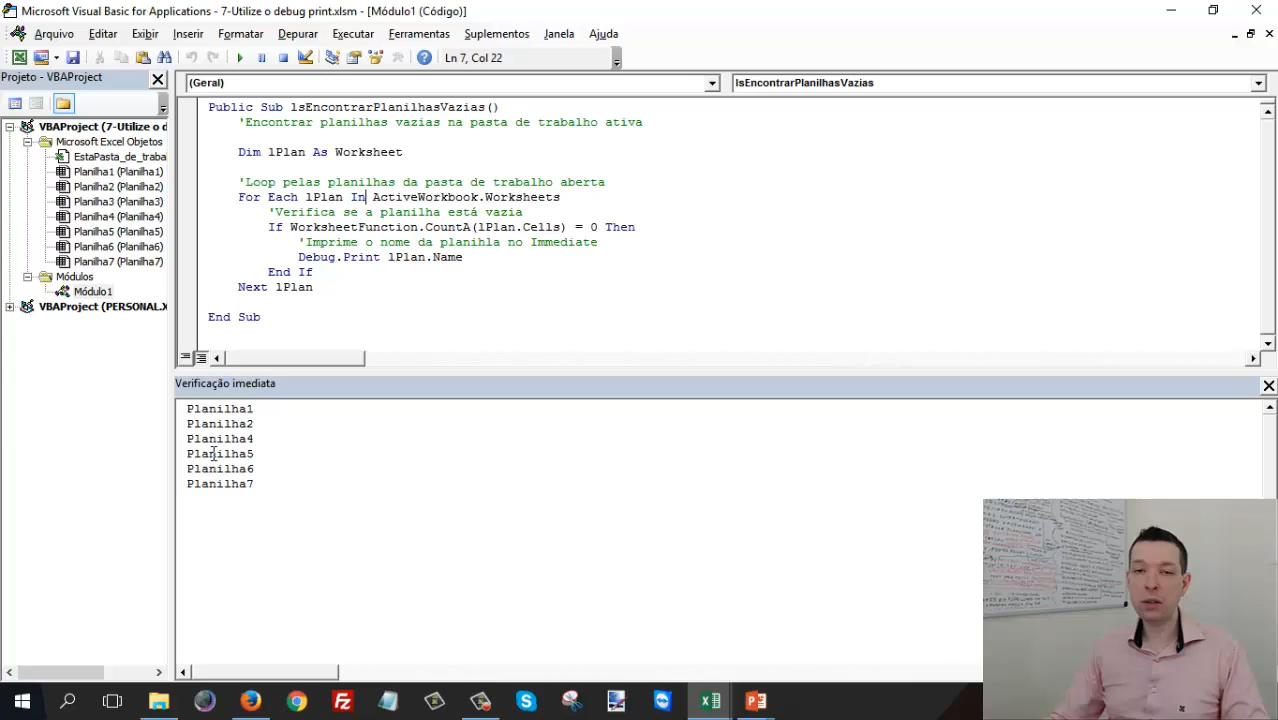 Microsoft Visual Basic for Applications - 7-Utilize o debug print.xlsm - [Módulo1 (Código)]
Arquivo Editar Exibir Inserir Formatar Depurar Executar Ferramentas Suplementos Janela Ajuda
Ln 7, Col 22
Projeto - VBAProject
(Geral)
lsEncontrarPlanilhasVazias
VBAProject (7-Utilize o d
Microsoft Excel Objetos
EstaPasta_de_traba
Planilha1 (Planilha1)
Planilha2 (Planilha2)
Planilha3 (Planilha3)
Planilha4 (Planilha4)
Planilha5 (Planilha5)
Planilha6 (Planilha6)
Planilha7 (Planilha7)
Módulos
Módulo1
VBAProject (PERSONAL.X
Public Sub lsEncontrarPlanilhasVazias()
'Encontrar planilhas vazias na pasta de trabalho ativa
Dim lPlan As Worksheet
'Loop pelas planilhas da pasta de trabalho aberta
For Each lPlan In ActiveWorkbook.Worksheets
'Verifica se a planilha está vazia
If WorksheetFunction.CountA(lPlan.Cells) = 0 Then
'Imprime o nome da planihla no Immediate
Debug.Print lPlan.Name
End If
Next lPlan
End Sub
Verificação imediata
Planilha1
Planilha2
Planilha4
Planilha5
Planilha6
Planilha7